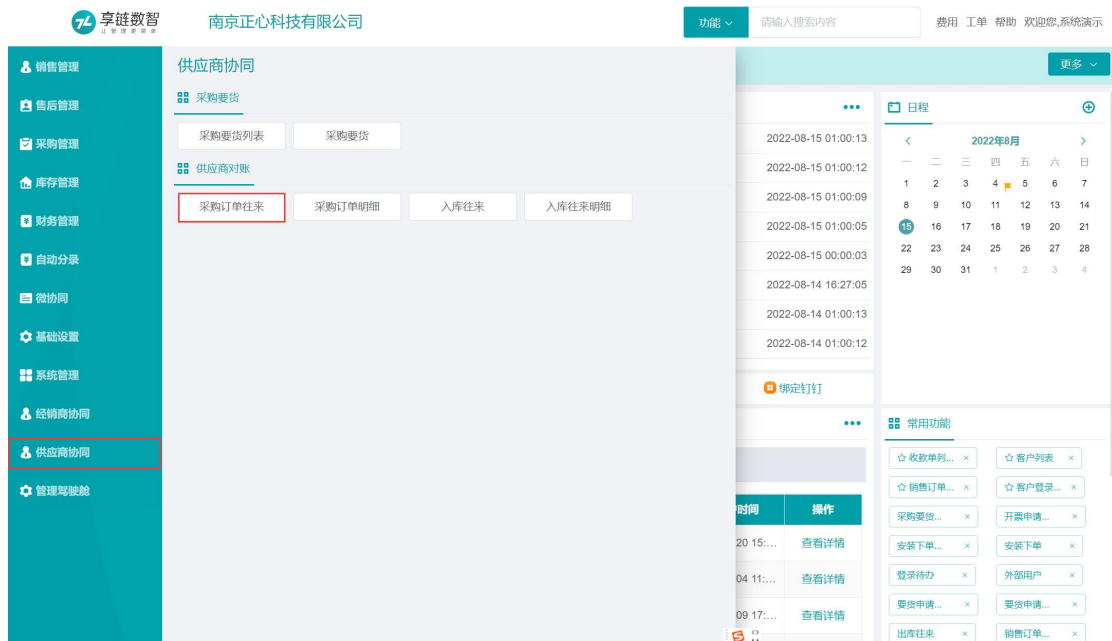 享链数智
让管理更简单
南京正心科技有限公司
功能
请输入搜索内容
费用 工单 帮助 欢迎您,系统演示
销售管理
售后管理
采购管理
库存管理
财务管理
自动分录
微协同
基础设置
系统管理
经销商协同
供应商协同
管理驾驶舱
供应商协同
采购要货
采购要货列表 采购要货
供应商对账
采购订单往来 采购订单明细 入库往来 入库往来明细
更多
2022-08-15 01:00:13
2022-08-15 01:00:12
2022-08-15 01:00:09
2022-08-15 01:00:05
2022-08-15 00:00:03
2022-08-14 16:27:05
2022-08-14 01:00:13
2022-08-14 01:00:12
绑定钉钉
时间 操作
20 15:... 查看详情
04 11:... 查看详情
09 17:... 查看详情
日程
2022年8月
一 二 三 四 五 六 日
1 2 3 4 5 6 7
8 9 10 11 12 13 14
15 16 17 18 19 20 21
22 23 24 25 26 27 28
29 30 31 1 2 3 4
常用功能
收款单列... × 客户列表 ×
销售订单... × 客户登录... ×
采购要货... × 开票申请... ×
安装下单... × 安装下单 ×
登录待办 × 外部用户 ×
要货申请... × 要货申请... ×
出库往来 × 销售订单... ×